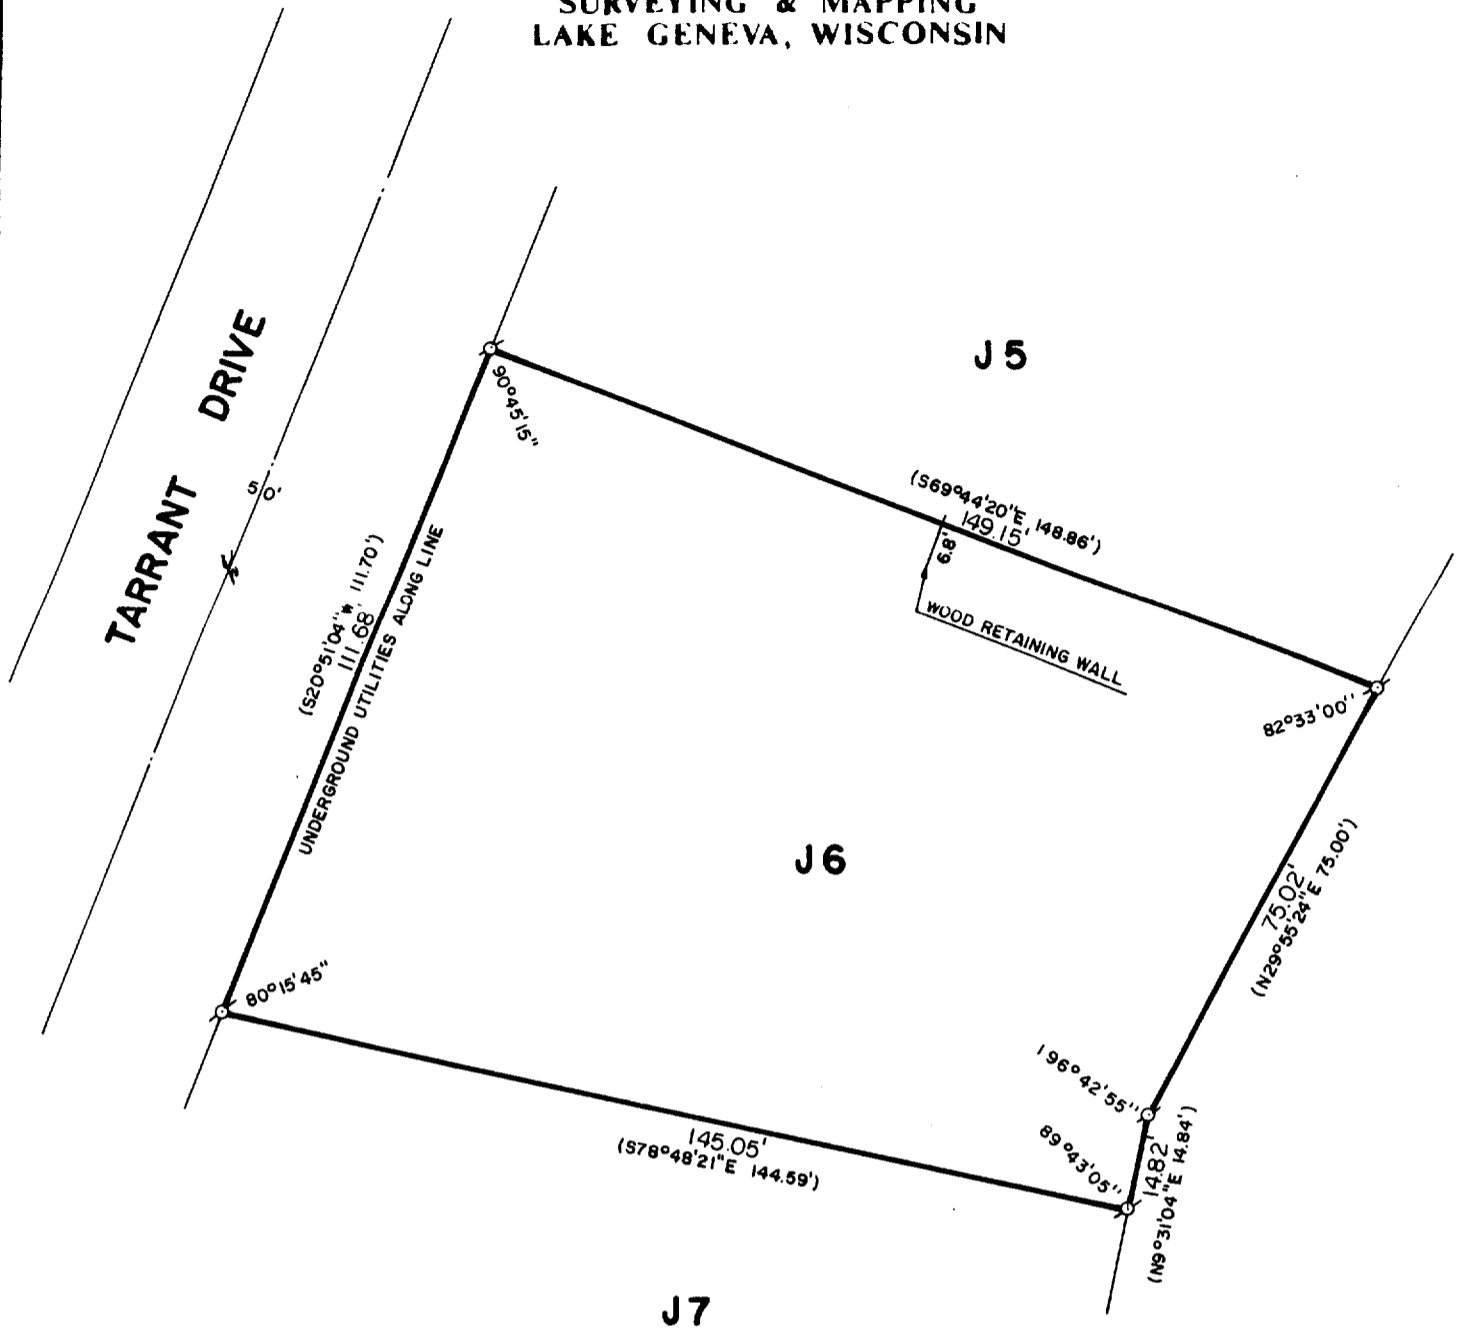 SURVEYING & MAPPING
LAKE GENEVA, WISCONSIN
TARRANT DRIVE
50'
J5
90°45'15"
(S69°44'20"E 148.86')
149.15'
6.8'
WOOD RETAINING WALL
82°33'00"
(S20°51'04"W 111.70')
111.68'
UNDERGROUND UTILITIES ALONG LINE
J6
75.02'
(N29°55'24"E 75.00')
80°15'45"
196°42'55"
89°43'05"
14.82'
(N9°31'04"E 14.84')
145.05'
(S78°48'21"E 144.59')
J7